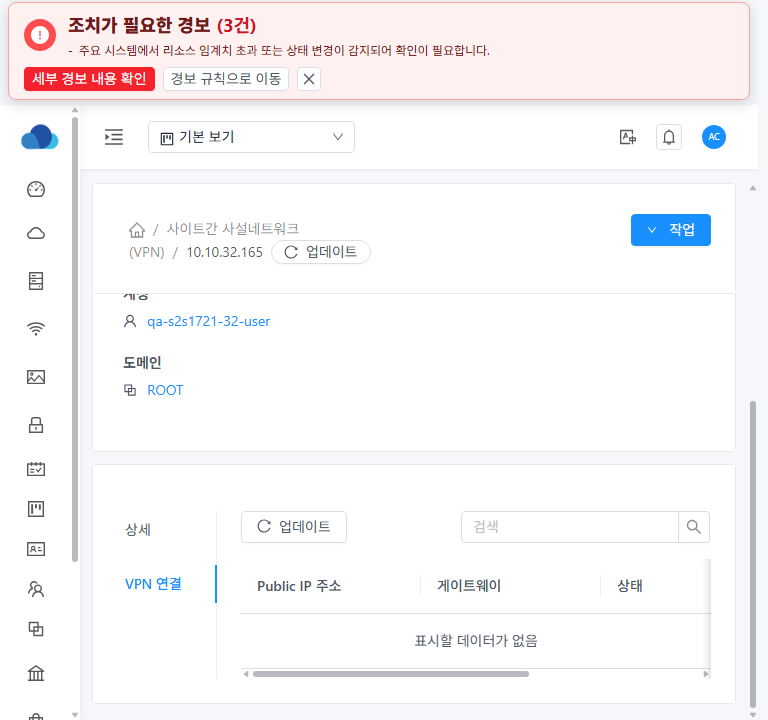 조치가 필요한 경보 (3건)
- 주요 시스템에서 리소스 임계치 초과 또는 상태 변경이 감지되어 확인이 필요합니다.
세부 경보 내용 확인 경보 규칙으로 이동
기본 보기
AC
/ 사이트간 사설네트워크
(VPN) / 10.10.32.165 업데이트
작업
계정
qa-s2s1721-32-user
도메인
ROOT
상세
VPN 연결
업데이트 검색
Public IP 주소 게이트웨이 상태
표시할 데이터가 없음